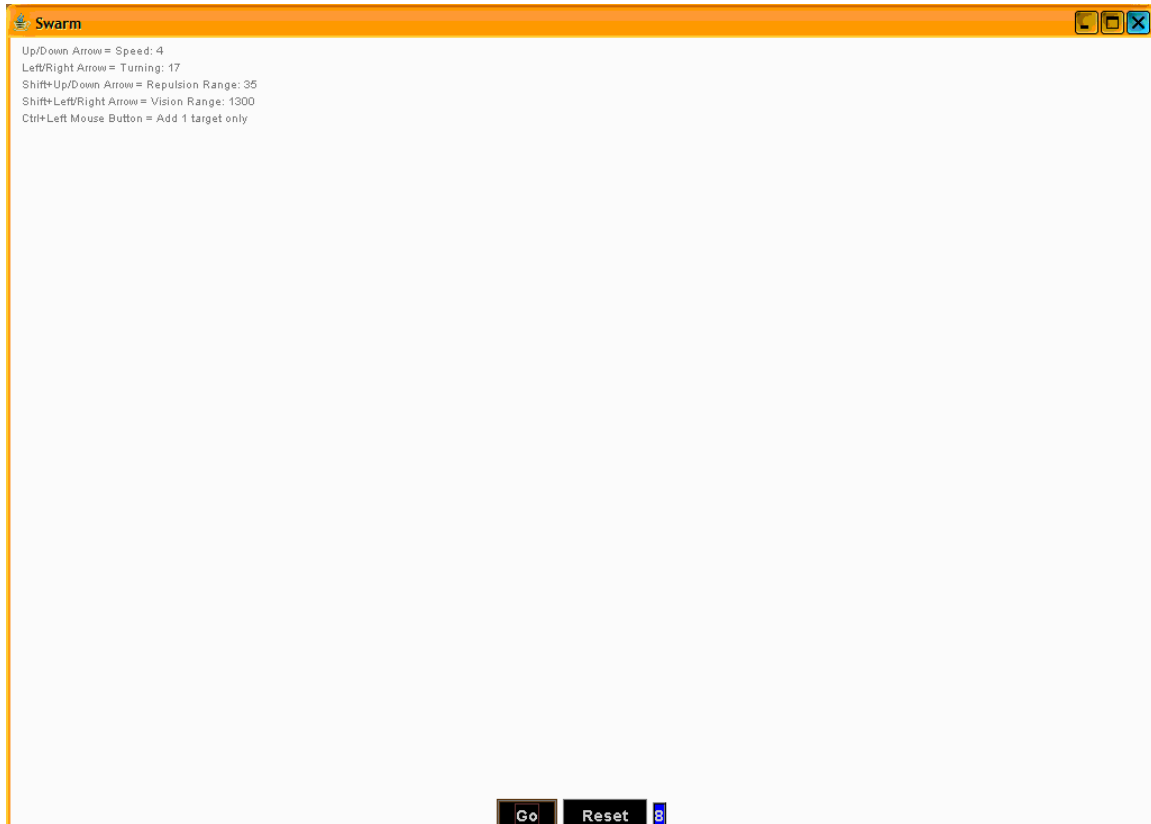 Swarm
Up/Down Arrow = Speed: 4
Left/Right Arrow = Turning: 17
Shift+Up/Down Arrow = Repulsion Range: 35
Shift+Left/Right Arrow = Vision Range: 1300
Ctrl+Left Mouse Button = Add 1 target only
Go Reset 8